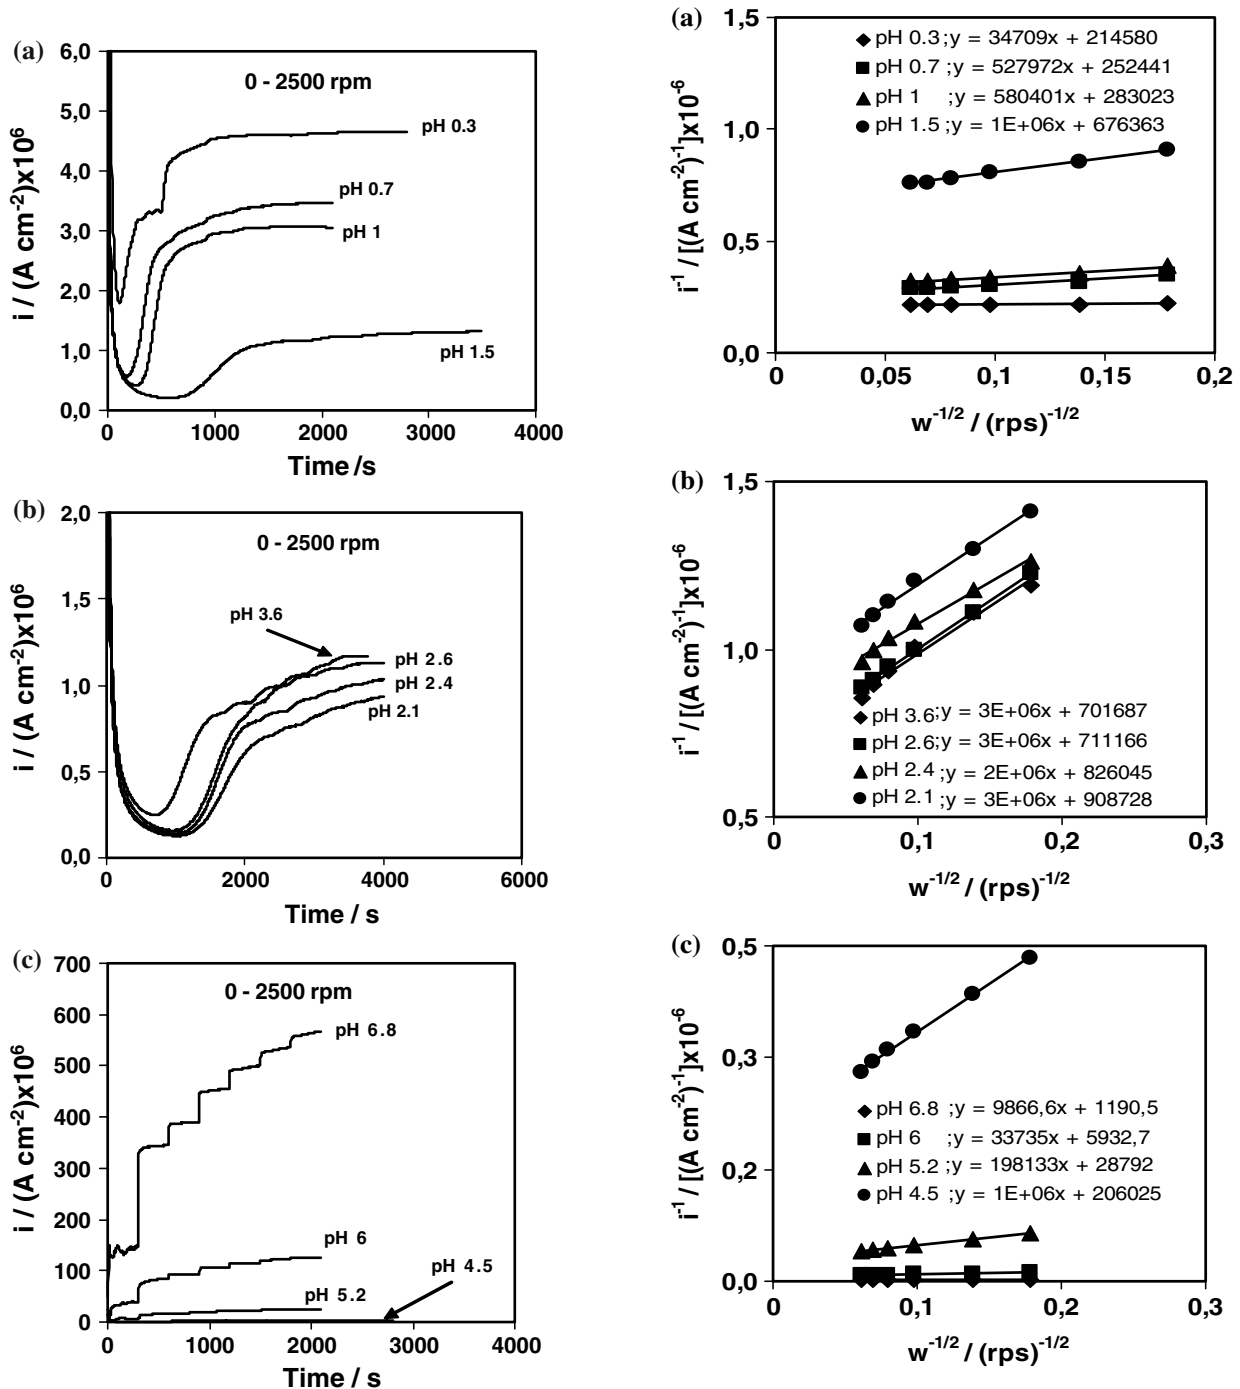 (a)
6,0
5,0
4,0
3,0
2,0
1,0
0,0
i / (A cm-2)x10^6
0 - 2500 rpm
pH 0.3
pH 0.7
pH 1
pH 1.5
0
1000
2000
3000
4000
Time /s
(b)
2,0
1,5
1,0
0,5
0,0
i / (A cm-2)x10^6
0 - 2500 rpm
pH 3.6
pH 2.6
pH 2.4
pH 2.1
0
2000
4000
6000
Time / s
(c)
700
600
500
400
300
200
100
0
i / (A cm-2)x10^6
0 - 2500 rpm
pH 6.8
pH 6
pH 4.5
pH 5.2
0
1000
2000
3000
4000
Time / s
(a)
1,5
1,0
0,5
0,0
i-1 / [(A cm-2)-1]x10-6
pH 0.3;y = 34709x + 214580
pH 0.7 ;y = 527972x + 252441
pH 1 ;y = 580401x + 283023
pH 1.5;y = 1E+06x + 676363
0
0,05
0,1
0,15
0,2
w-1/2 / (rps)-1/2
(b)
1,5
1,0
0,5
i-1 / [(A cm-2)-1]x10-6
pH 3.6;y = 3E+06x + 701687
pH 2.6;y = 3E+06x + 711166
pH 2.4 ;y = 2E+06x + 826045
pH 2.1 ;y = 3E+06x + 908728
0
0,1
0,2
0,3
w-1/2 / (rps)-1/2
(c)
0,5
0,3
0,2
0,0
i-1 / [(A cm-2)-1]x10-6
pH 6.8 ;y = 9866,6x + 1190,5
pH 6 ;y = 33735x + 5932,7
pH 5.2 ;y = 198133x + 28792
pH 4.5 ;y = 1E+06x + 206025
0
0,1
0,2
0,3
w-1/2 / (rps)-1/2